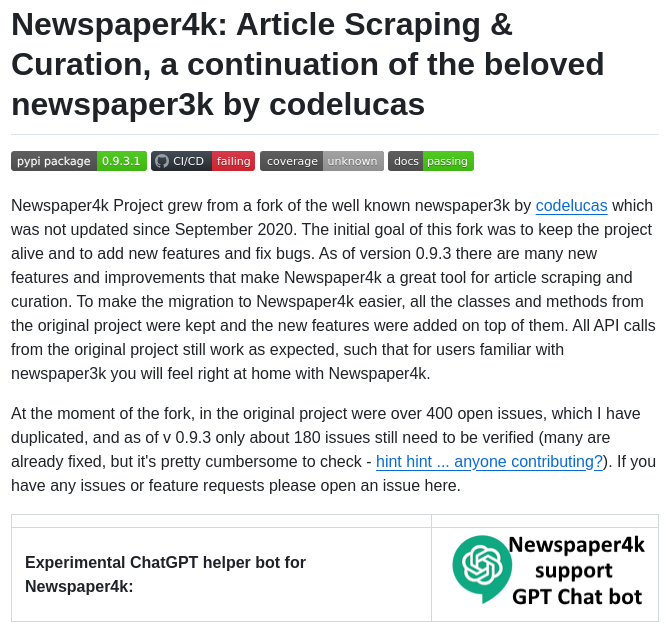 Newspaper4k: Article Scraping &
Curation, a continuation of the beloved
newspaper3k by codelucas
pypi package 0.9.3.1 CI/CD failing coverage unknown docs passing
Newspaper4k Project grew from a fork of the well known newspaper3k by codelucas which
was not updated since September 2020. The initial goal of this fork was to keep the project
alive and to add new features and fix bugs. As of version 0.9.3 there are many new
features and improvements that make Newspaper4k a great tool for article scraping and
curation. To make the migration to Newspaper4k easier, all the classes and methods from
the original project were kept and the new features were added on top of them. All API calls
from the original project still work as expected, such that for users familiar with
newspaper3k you will feel right at home with Newspaper4k.
At the moment of the fork, in the original project were over 400 open issues, which I have
duplicated, and as of v 0.9.3 only about 180 issues still need to be verified (many are
already fixed, but it's pretty cumbersome to check - hint hint ... anyone contributing?). If you
have any issues or feature requests please open an issue here.
Experimental ChatGPT helper bot for
Newspaper4k:
Newspaper4k
support
GPT Chat bot